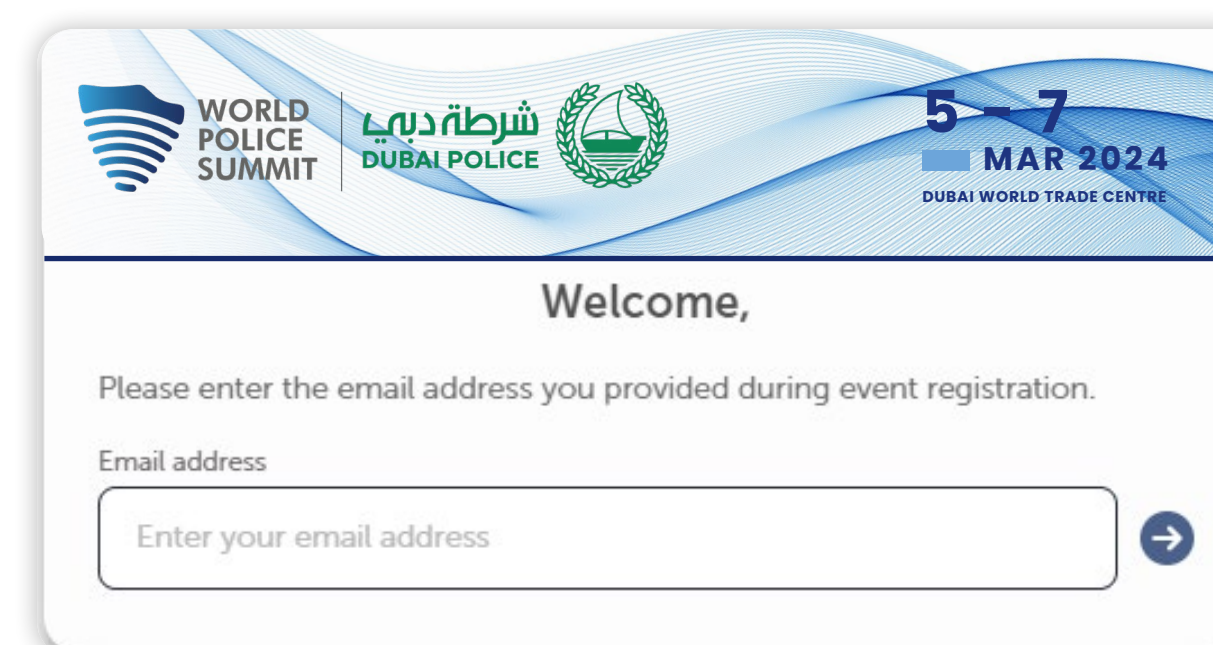 WORLD
POLICE
SUMMIT
شرطة دبي
DUBAI POLICE
5 – 7
MAR 2024
DUBAI WORLD TRADE CENTRE
Welcome,
Please enter the email address you provided during event registration.
Email address
Enter your email address